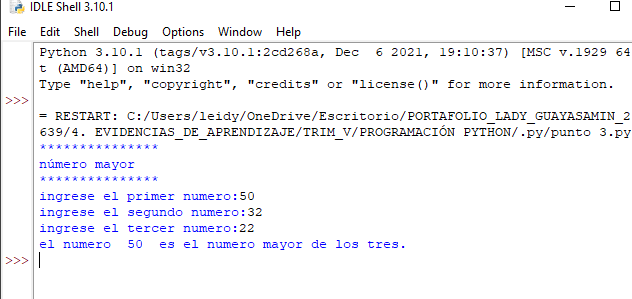 IDLE Shell 3.10.1
File Edit Shell Debug Options Window Help
Python 3.10.1 (tags/v3.10.1:2cd268a, Dec  6 2021, 19:10:37) [MSC v.1929 64
t (AMD64)] on win32
Type "help", "copyright", "credits" or "license()" for more information.
>>>
= RESTART: C:/Users/leidy/OneDrive/Escritorio/PORTAFOLIO_LADY_GUAYASAMIN_2
639/4. EVIDENCIAS_DE_APRENDIZAJE/TRIM_V/PROGRAMACIÓN PYTHON/.py/punto 3.py
***************
número mayor
***************
ingrese el primer numero:50
ingrese el segundo numero:32
ingrese el tercer numero:22
el numero  50  es el numero mayor de los tres.
>>>